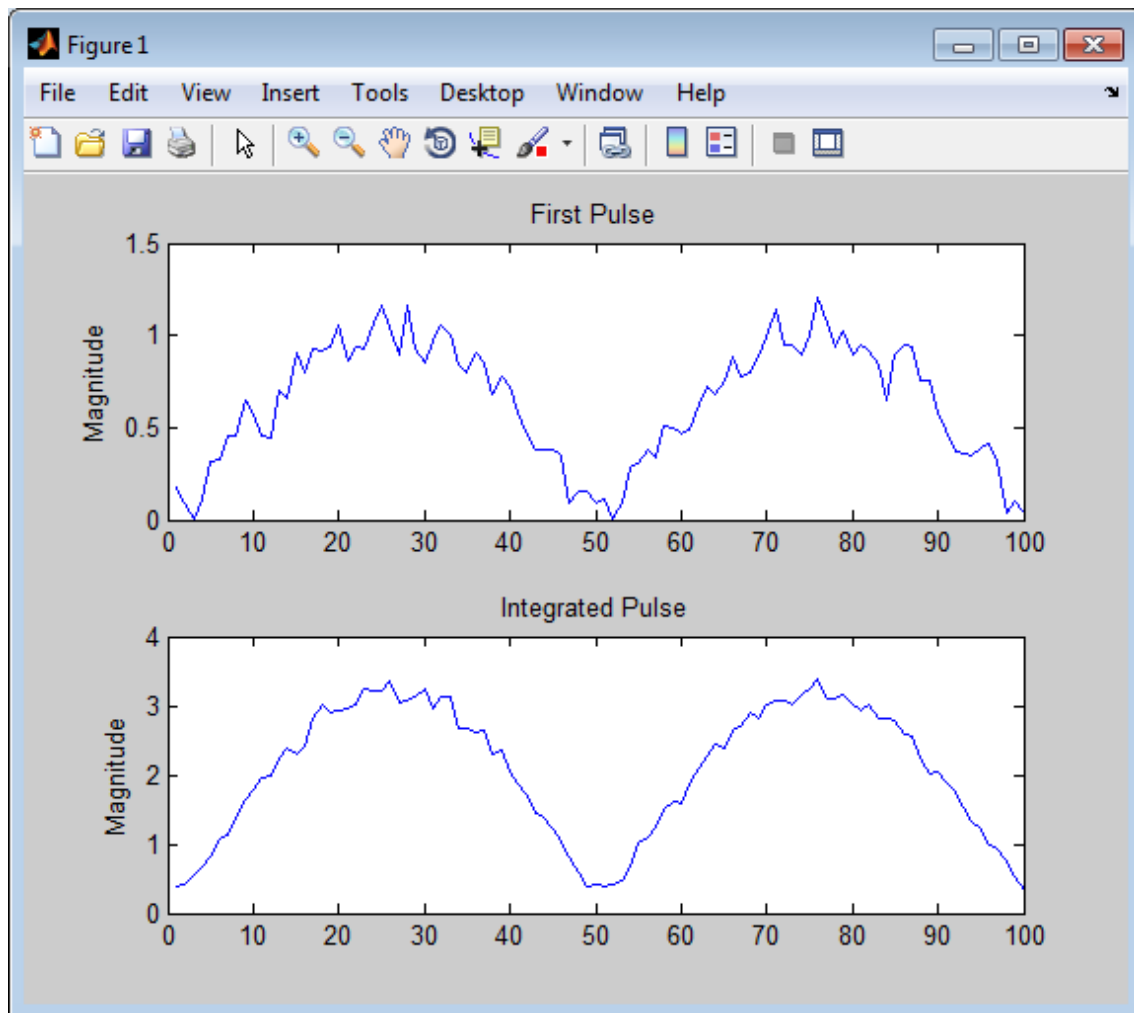 Figure 1
File Edit View Insert Tools Desktop Window Help
First Pulse
Magnitude
1.5
1
0.5
0
0 10 20 30 40 50 60 70 80 90 100
Integrated Pulse
Magnitude
4
3
2
1
0
0 10 20 30 40 50 60 70 80 90 100